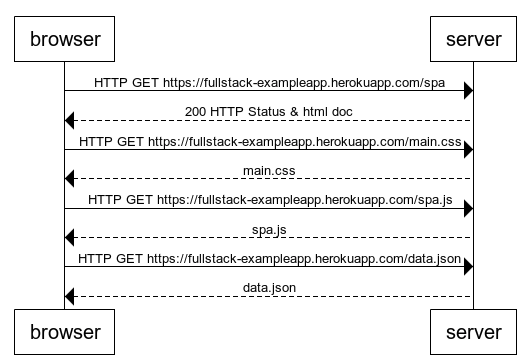 browser server
HTTP GET https://fullstack-exampleapp.herokuapp.com/spa
200 HTTP Status & html doc
HTTP GET https://fullstack-exampleapp.herokuapp.com/main.css
main.css
HTTP GET https://fullstack-exampleapp.herokuapp.com/spa.js
spa.js
HTTP GET https://fullstack-exampleapp.herokuapp.com/data.json
data.json
browser server